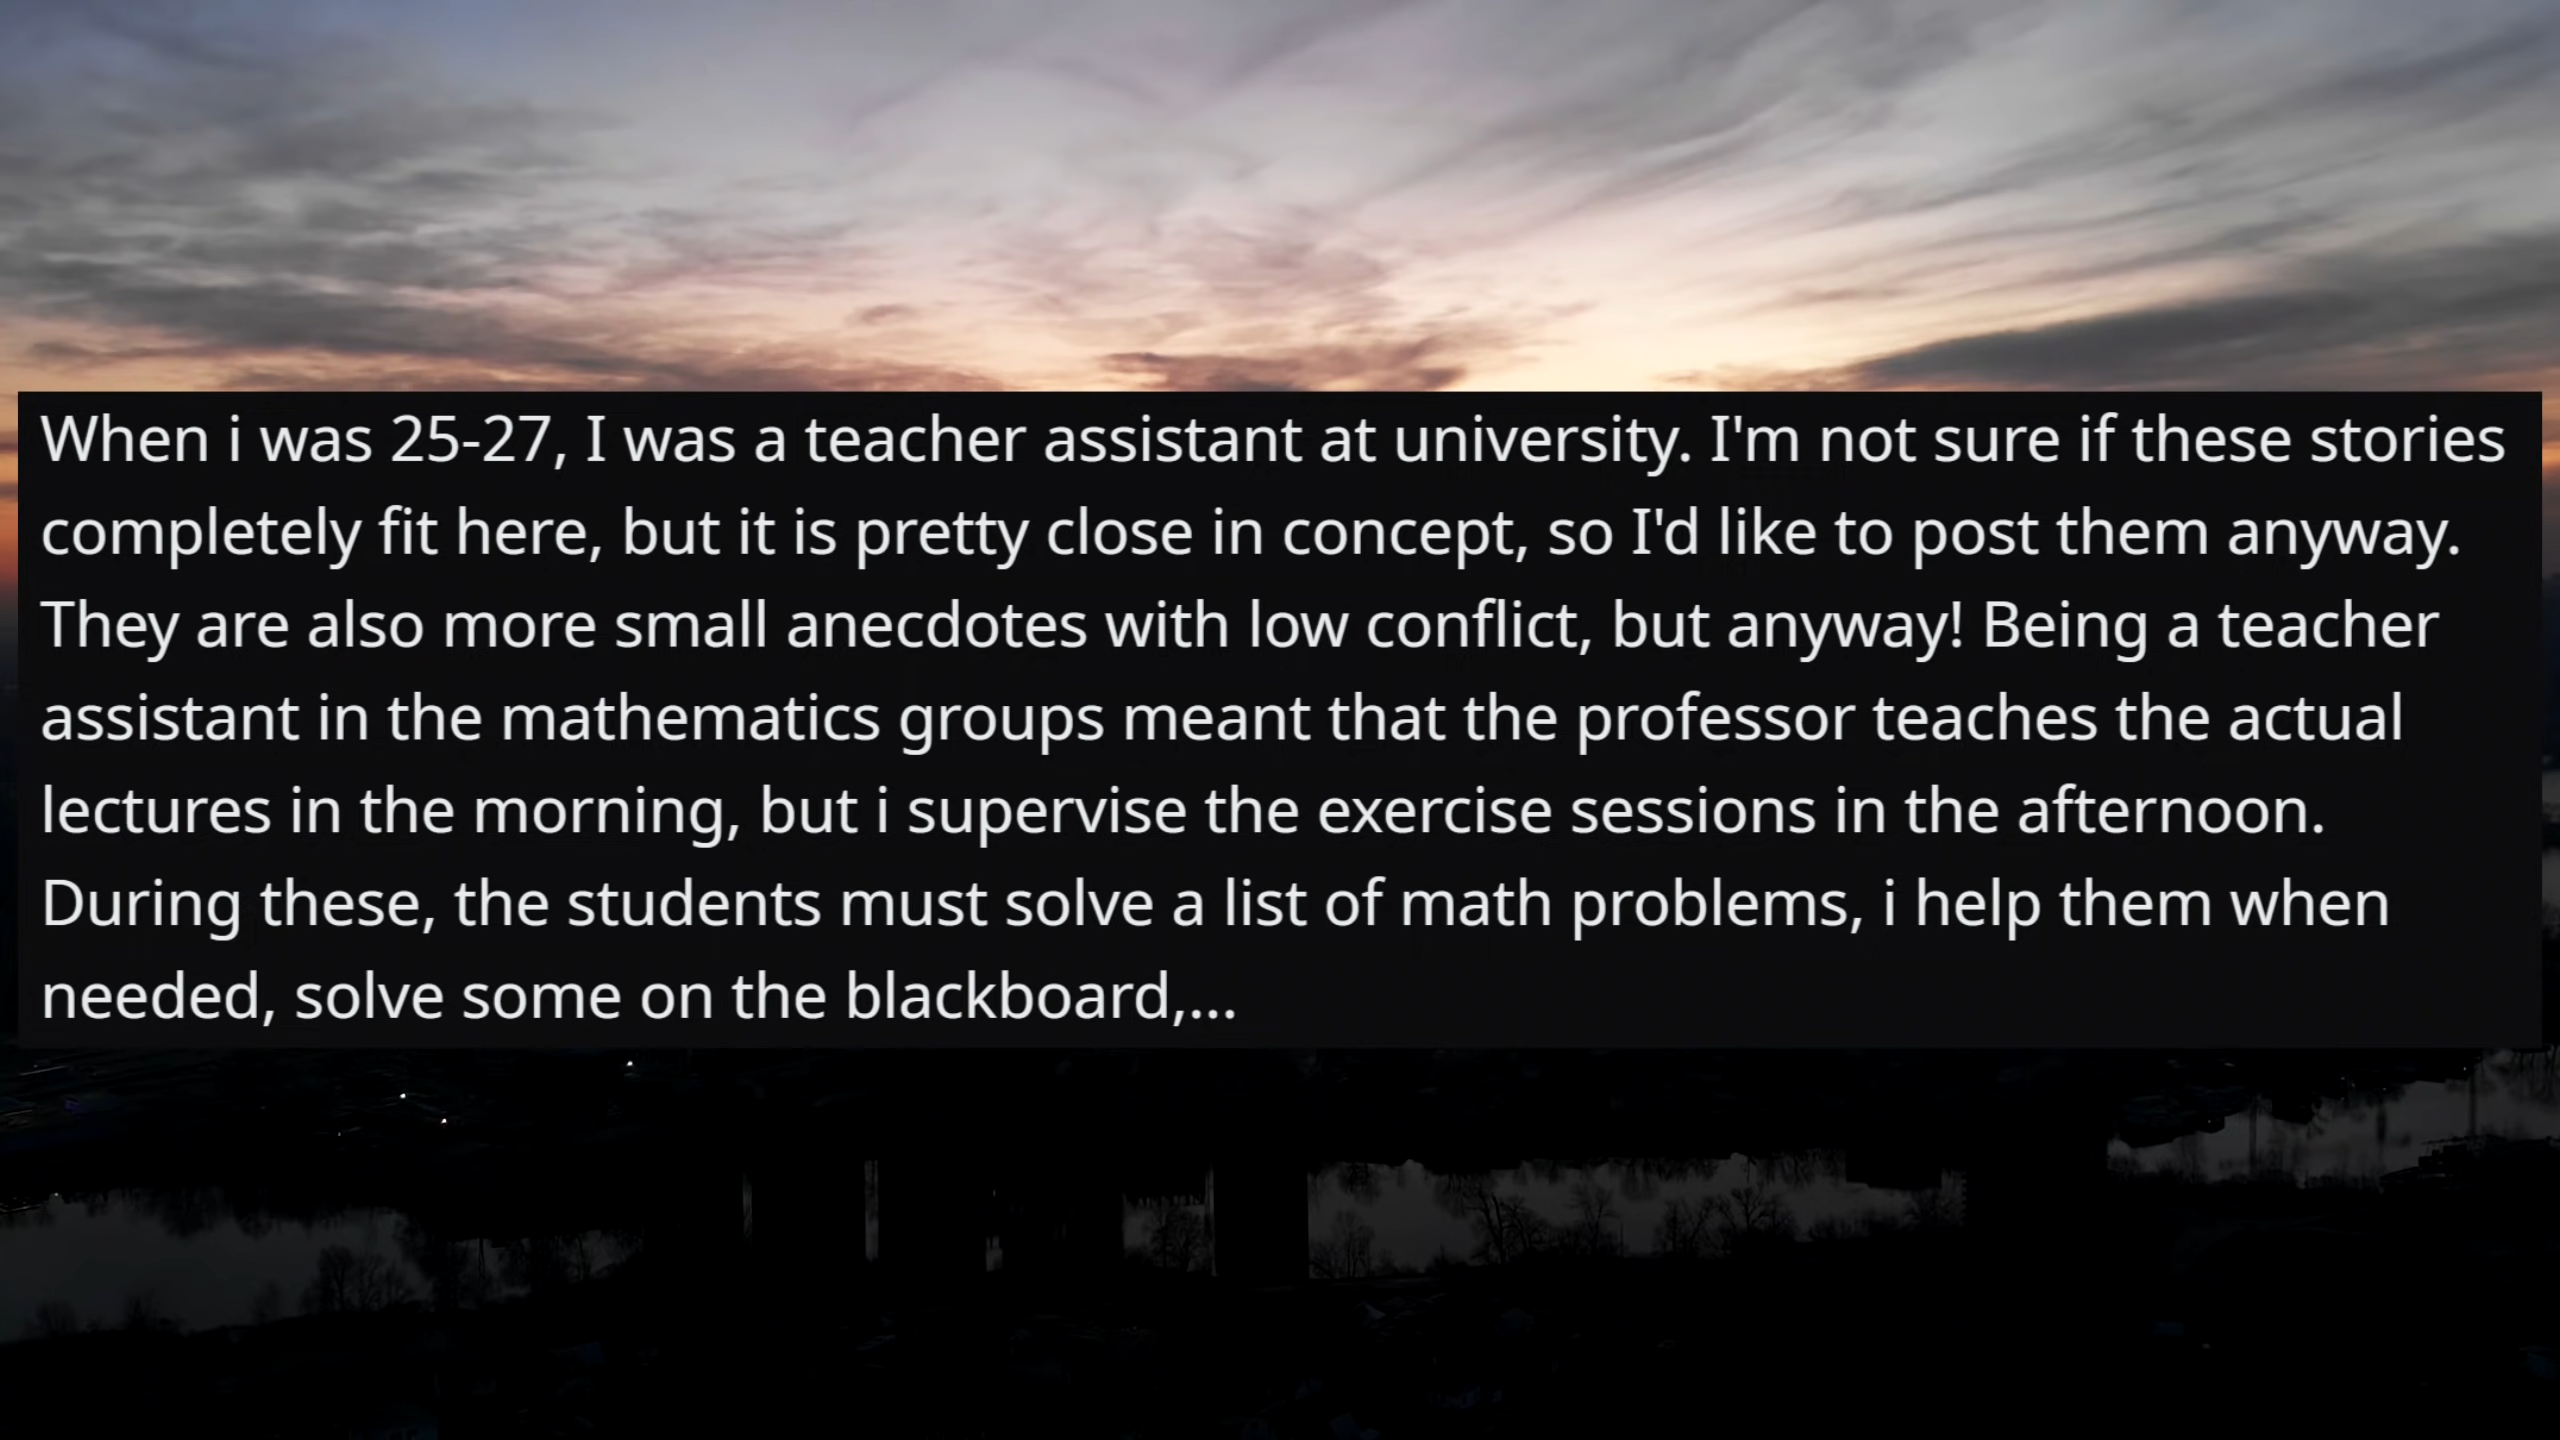 When i was 25-27, I was a teacher assistant at university. I'm not sure if these stories
completely fit here, but it is pretty close in concept, so I'd like to post them anyway.
They are also more small anecdotes with low conflict, but anyway! Being a teacher
assistant in the mathematics groups meant that the professor teaches the actual
lectures in the morning, but i supervise the exercise sessions in the afternoon.
During these, the students must solve a list of math problems, i help them when
needed, solve some on the blackboard,...